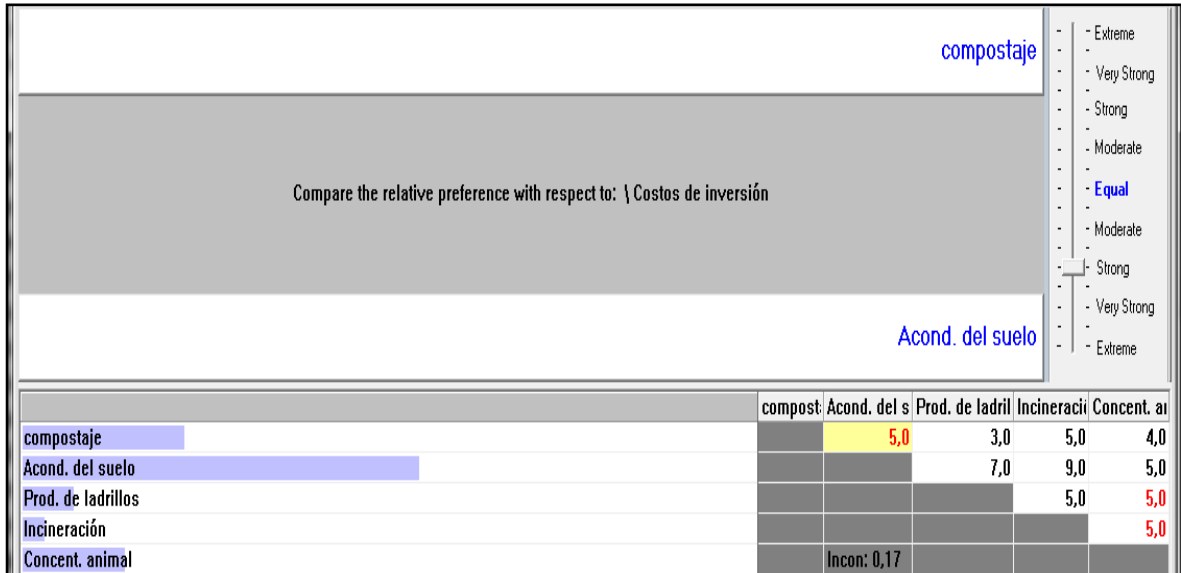 compostaje
Extreme
Very Strong
Strong
Moderate
Compare the relative preference with respect to: \ Costos de inversión
Equal
Moderate
Strong
Very Strong
Acond. del suelo
Extreme
compost Acond. del s Prod. de ladril Incineraci Concent. a
compostaje 5,0 3,0 5,0 4,0
Acond. del suelo 7,0 9,0 5,0
Prod. de ladrillos 5,0 5,0
Incineración 5,0
Concent. animal Incon: 0,17